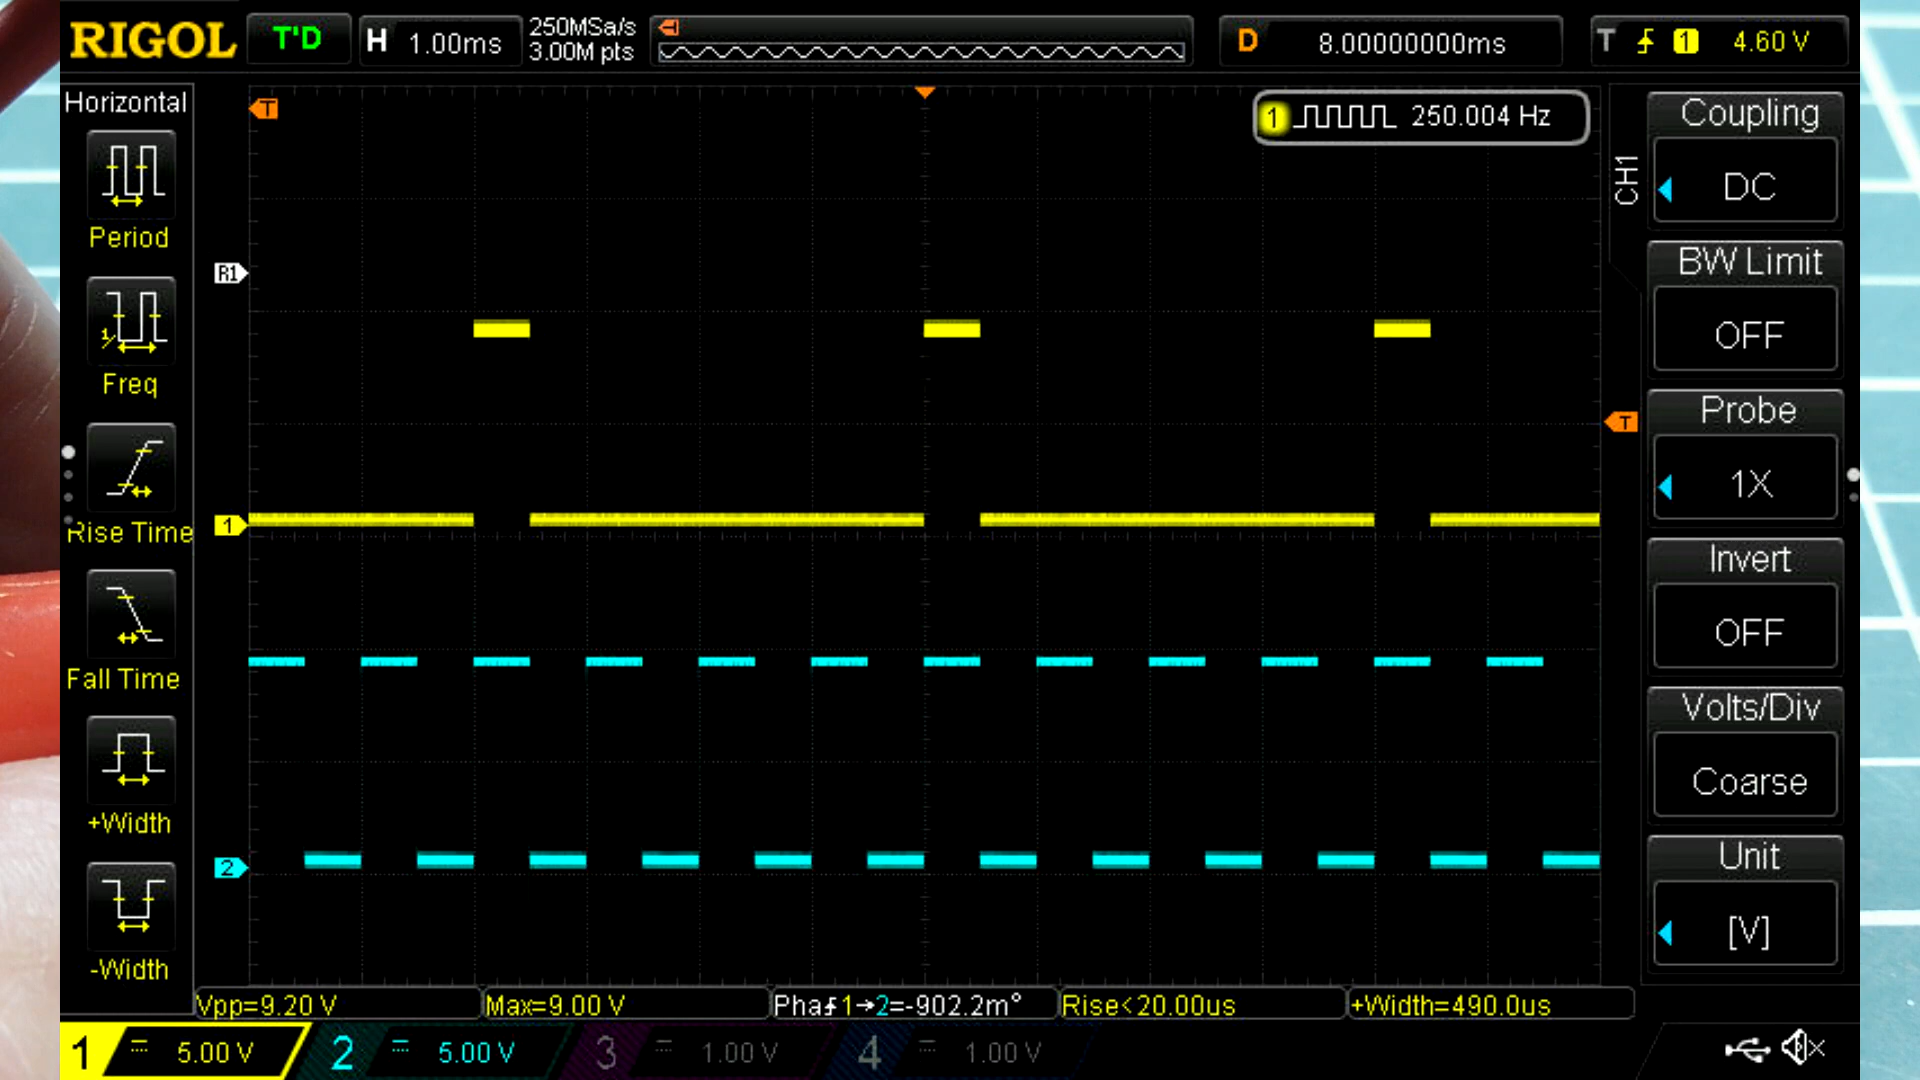 RIGOL
T'D
H 1.00ms
250MSa/s
3.00M pts
D 8.00000000ms
T 1 4.60 V
Horizontal
Period
Freq
Rise Time
Fall Time
+Width
-Width
T
R1
1
2
1 250.004 Hz
T
CH1
Coupling
DC
BW Limit
OFF
Probe
1X
Invert
OFF
Volts/Div
Coarse
Unit
[V]
Vpp=9.20 V
Max=9.00 V
Pha1→2=-902.2m°
Rise<20.00us
+Width=490.0us
1 5.00 V
2 5.00 V
3 1.00 V
4 1.00 V